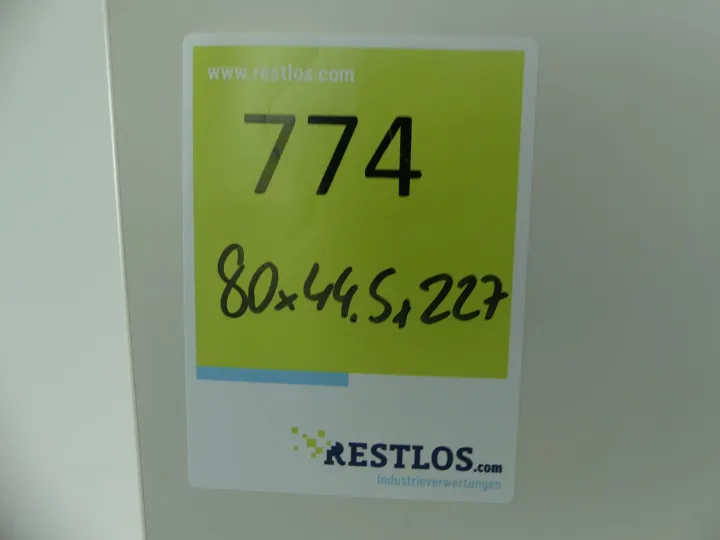 www.restlos.com
774
80x44.5x227
RESTLOS.com
Industrieverwertungen